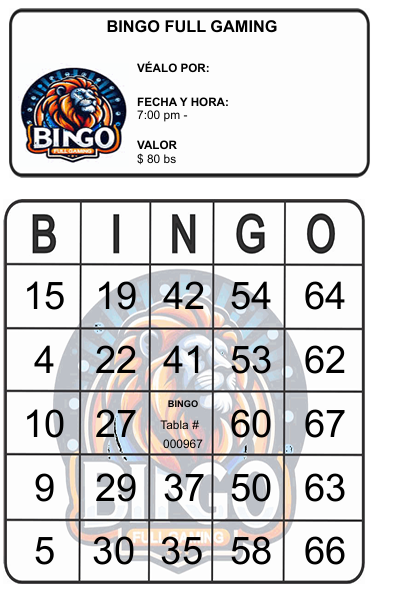 BINGO FULL GAMING
VÉALO POR:
FECHA Y HORA:
7:00 pm -
VALOR
$ 80 bs
BINGO
FULL GAMING
B I N G O
15 19 42 54 64
4 22 41 53 62
10 27 BINGO 60 67
Tabla #
000967
9 29 37 50 63
5 30 35 58 66
BINGO
FULL GAMING